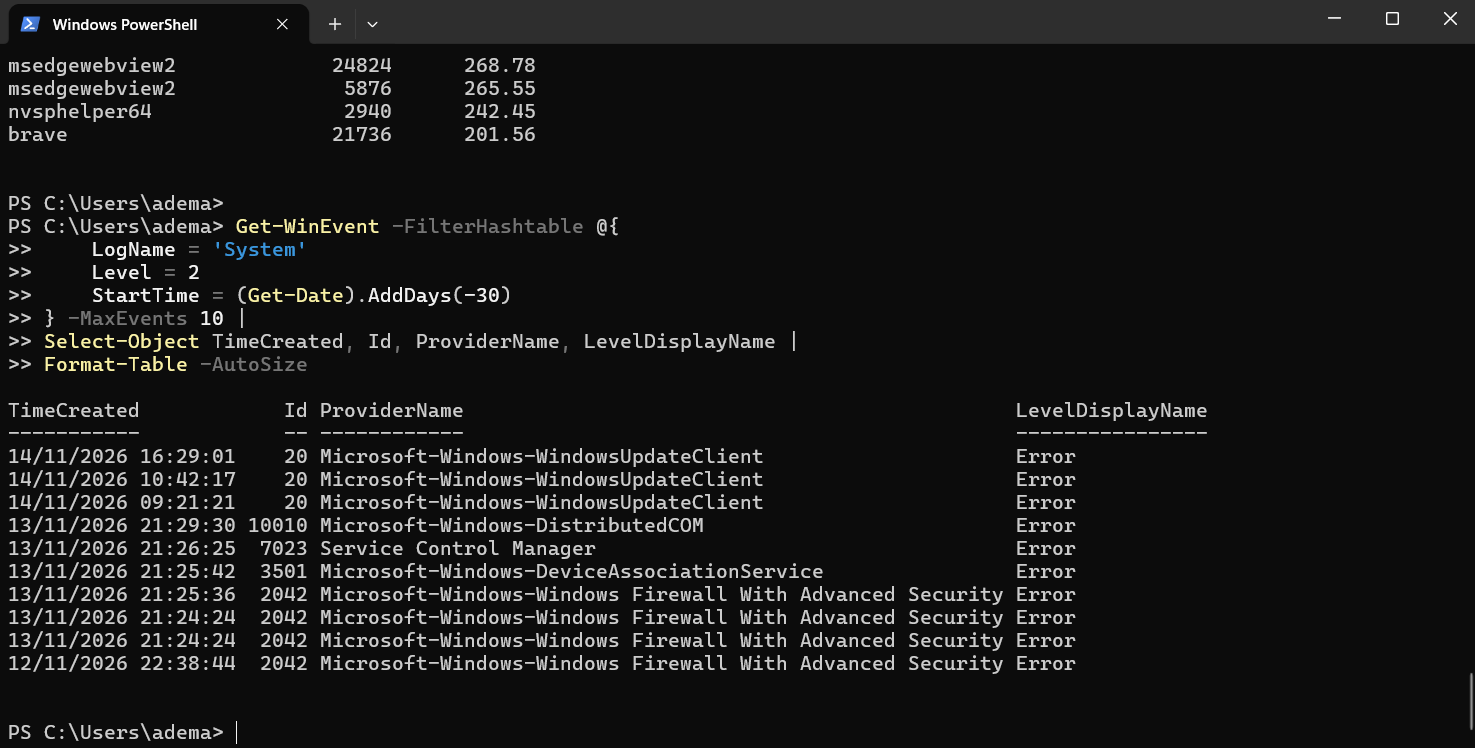 Windows PowerShell
msedgewebview2             24824      268.78
msedgewebview2              5876      265.55
nvsphelper64                2940      242.45
brave                      21736      201.56
PS C:\Users\adema>
PS C:\Users\adema> Get-WinEvent -FilterHashtable @{
>>     LogName = 'System'
>>     Level = 2
>>     StartTime = (Get-Date).AddDays(-30)
>> } -MaxEvents 10 |
>> Select-Object TimeCreated, Id, ProviderName, LevelDisplayName |
>> Format-Table -AutoSize
TimeCreated            Id ProviderName                                              LevelDisplayName
-----------            -- ------------                                              ----------------
14/11/2026 16:29:01    20 Microsoft-Windows-WindowsUpdateClient                     Error
14/11/2026 10:42:17    20 Microsoft-Windows-WindowsUpdateClient                     Error
14/11/2026 09:21:21    20 Microsoft-Windows-WindowsUpdateClient                     Error
13/11/2026 21:29:30 10010 Microsoft-Windows-DistributedCOM                          Error
13/11/2026 21:26:25  7023 Service Control Manager                                   Error
13/11/2026 21:25:42  3501 Microsoft-Windows-DeviceAssociationService                Error
13/11/2026 21:25:36  2042 Microsoft-Windows-Windows Firewall With Advanced Security Error
13/11/2026 21:24:24  2042 Microsoft-Windows-Windows Firewall With Advanced Security Error
13/11/2026 21:24:24  2042 Microsoft-Windows-Windows Firewall With Advanced Security Error
12/11/2026 22:38:44  2042 Microsoft-Windows-Windows Firewall With Advanced Security Error
PS C:\Users\adema>